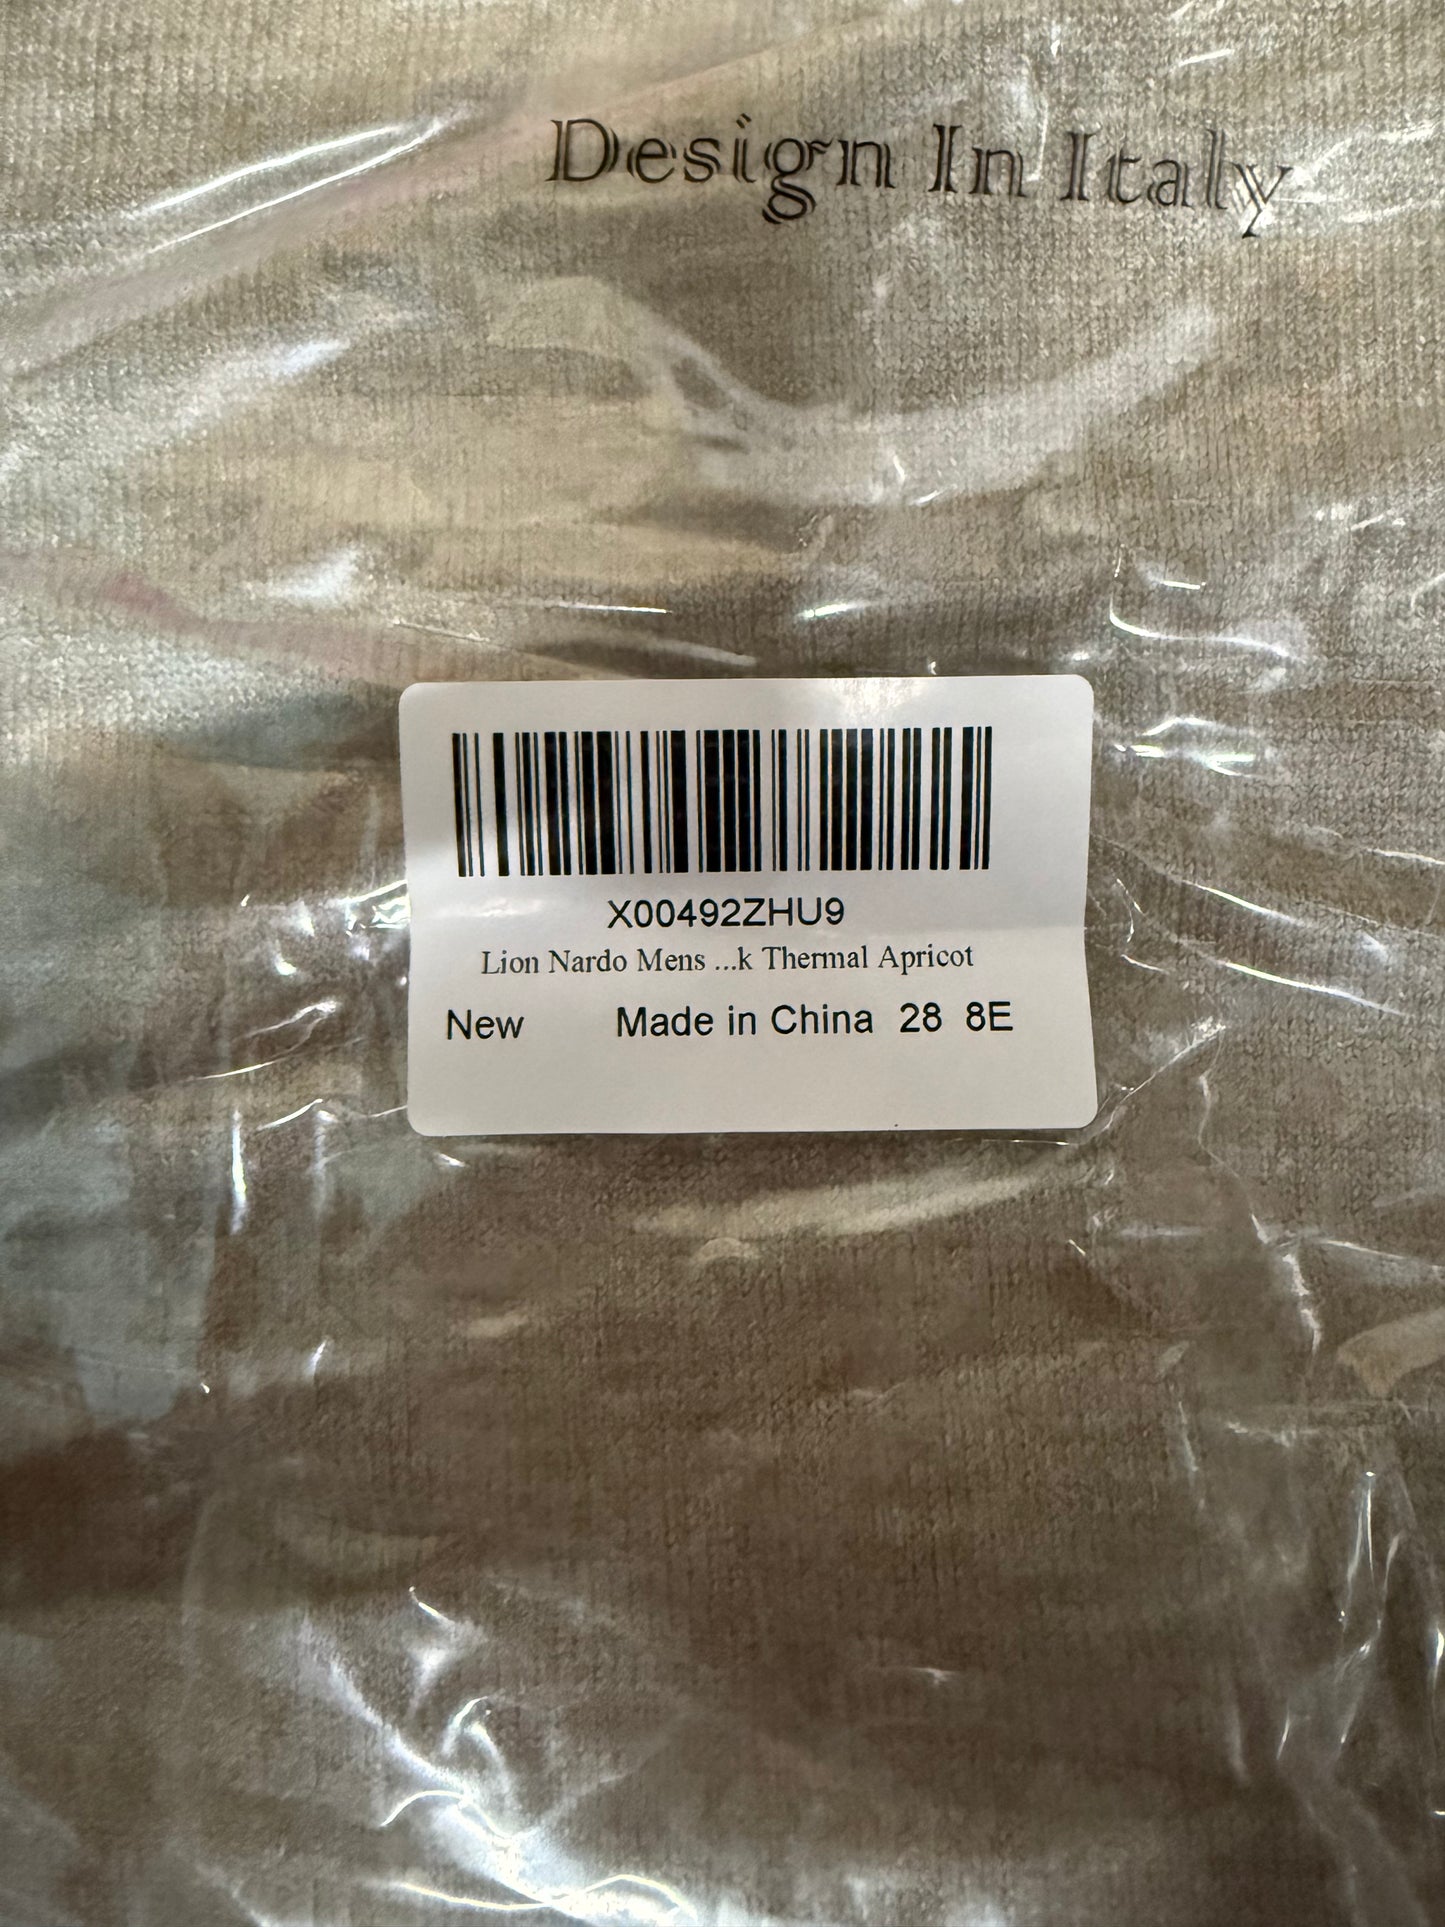 Design In Italy
X00492ZHU9
Lion Nardo Mens ...k Thermal Apricot
New Made in China 28 8E